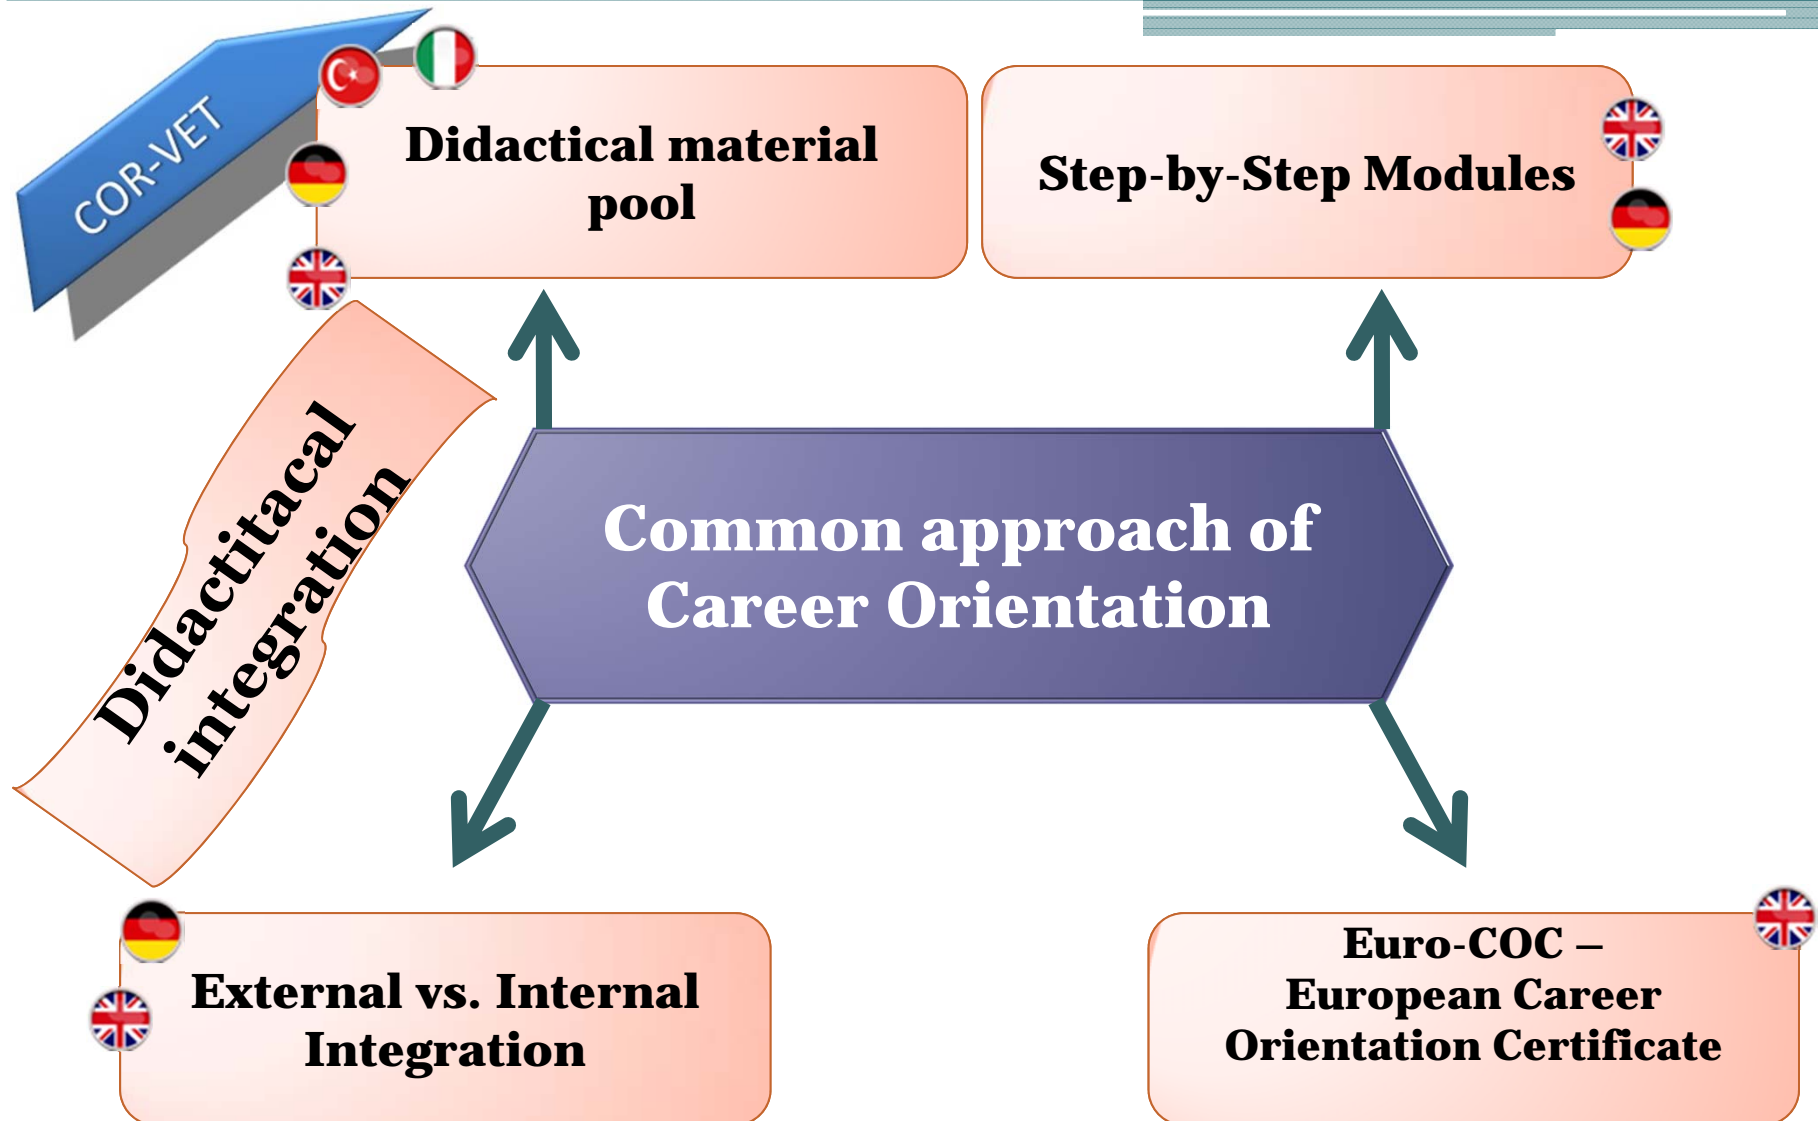 COR-VET
Didactical material
pool
Step-by-Step Modules
Didactitacal
integration
Common approach of
Career Orientation
External vs. Internal
Integration
Euro-COC –
European Career
Orientation Certificate